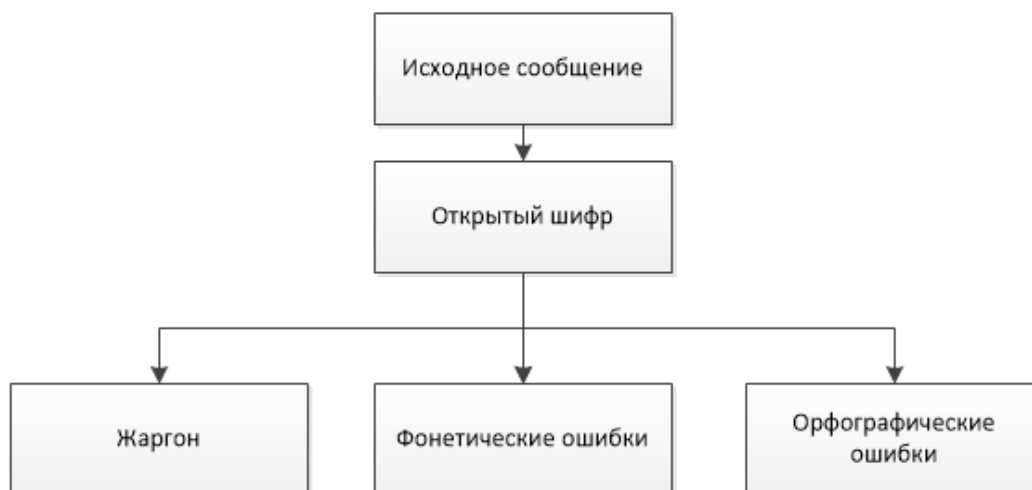 Исходное сообщение
Открытый шифр
Жаргон
Фонетические ошибки
Орфографические
ошибки